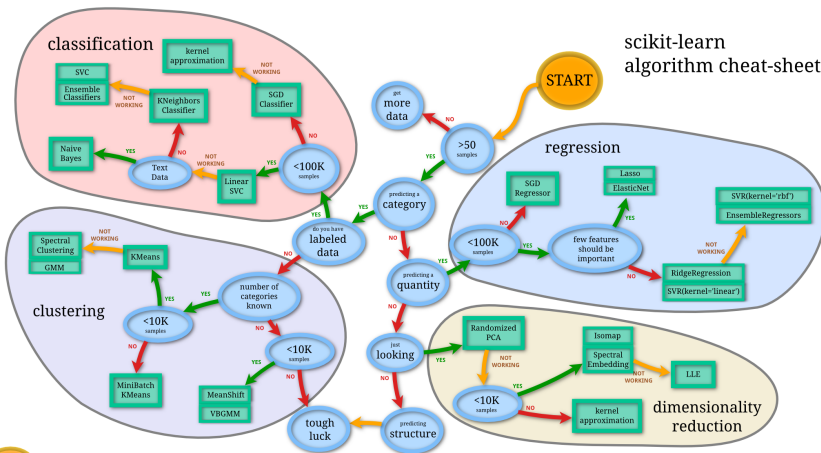 scikit-learn
algorithm cheat-sheet
START
>50
samples
NO
get
more
data
YES
predicting a
category
YES
do you have
labeled
data
YES
NO
NO
predicting a
quantity
YES
NO
just
looking
YES
NO
predicting
structure
tough
luck
classification
<100K
samples
NO
SGD
Classifier
NOT
WORKING
kernel
approximation
YES
Linear
SVC
NOT
WORKING
Text
Data
YES
Naive
Bayes
NO
KNeighbors
Classifier
NOT
WORKING
SVC
Ensemble
Classifiers
regression
<100K
samples
NO
SGD
Regressor
YES
few features
should be
important
YES
Lasso
ElasticNet
NO
RidgeRegression
SVR(kernel='linear')
NOT
WORKING
SVR(kernel='rbf')
EnsembleRegressors
clustering
number of
categories
known
YES
<10K
samples
YES
KMeans
NOT
WORKING
Spectral
Clustering
GMM
NO
MiniBatch
KMeans
NO
<10K
samples
YES
MeanShift
VBGMM
NO
dimensionality
reduction
Randomized
PCA
NOT
WORKING
<10K
samples
YES
Isomap
Spectral
Embedding
NOT
WORKING
LLE
NO
kernel
approximation